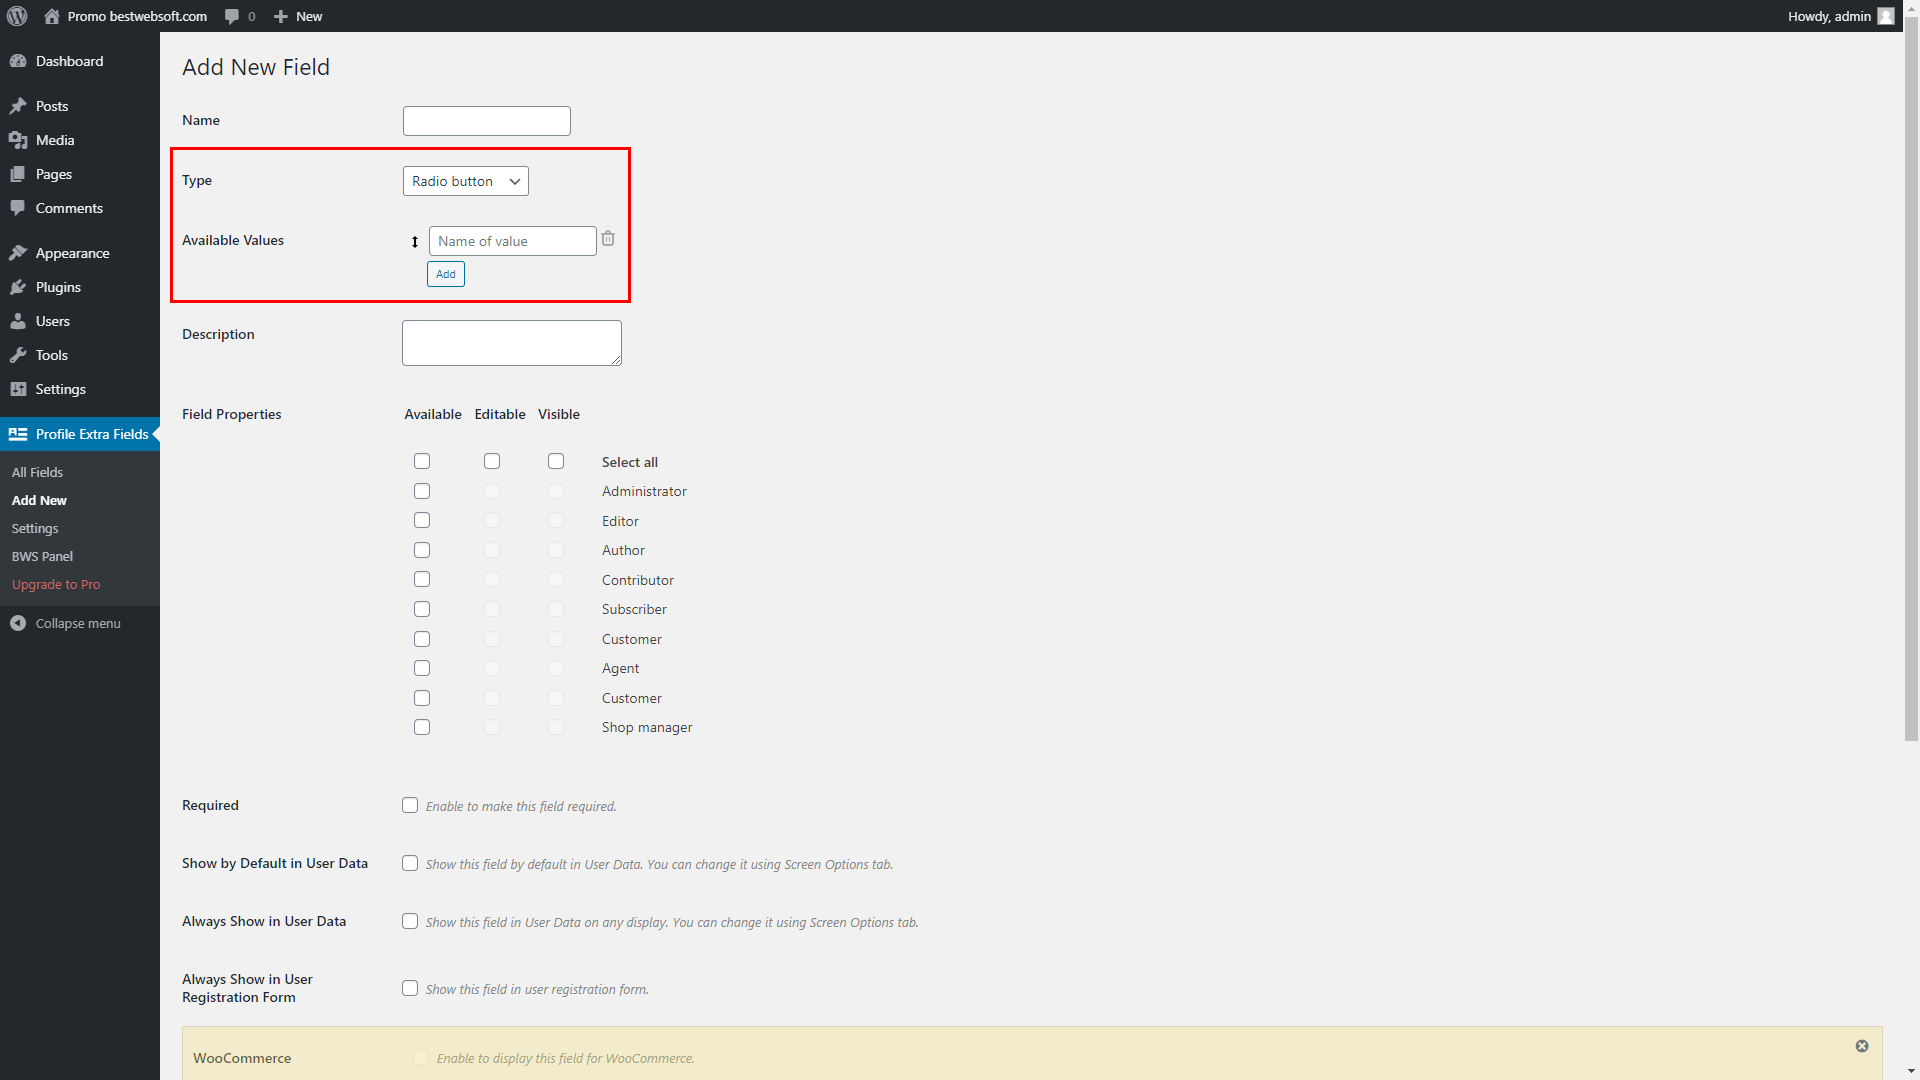 Promo bestwebsoft.com 0 New Howdy, admin
Dashboard
Posts
Media
Pages
Comments
Appearance
Plugins
Users
Tools
Settings
Profile Extra Fields
All Fields
Add New
Settings
BWS Panel
Upgrade to Pro
Collapse menu
Add New Field
Name
Type Radio button
Available Values Name of value
Add
Description
Field Properties Available Editable Visible
Select all
Administrator
Editor
Author
Contributor
Subscriber
Customer
Agent
Customer
Shop manager
Required Enable to make this field required.
Show by Default in User Data Show this field by default in User Data. You can change it using Screen Options tab.
Always Show in User Data Show this field in User Data on any display. You can change it using Screen Options tab.
Always Show in User
Registration Form Show this field in user registration form.
WooCommerce Enable to display this field for WooCommerce.